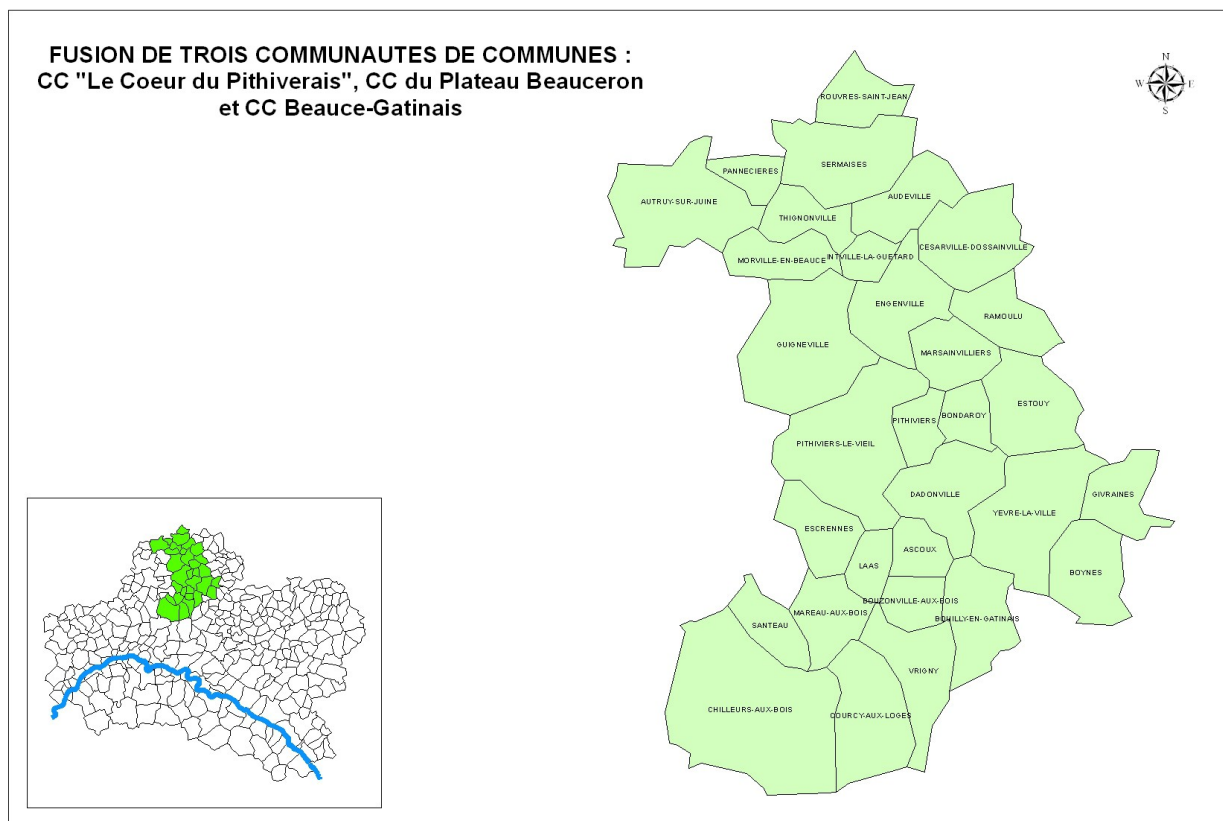 FUSION DE TROIS COMMUNAUTES DE COMMUNES :
CC "Le Coeur du Pithiverais", CC du Plateau Beauceron
et CC Beauce-Gatinais
N
W E
S
ROUVRES-SAINT-JEAN
SERMAISES
PANNECIERES
AUTRUY-SUR-JUINE
AUDEVILLE
THIGNONVILLE
CESARVILLE-DOSSAINVILLE
MORVILLE-EN-BEAUCE
INTVILLE-LA-GUETARD
ENGENVILLE
RAMOULU
GUIGNEVILLE
MARSAINVILLIERS
ESTOUY
BONDAROY
PITHIVIERS
PITHIVIERS-LE-VIEIL
DADONVILLE
GIVRAINES
YEVRE-LA-VILLE
ESCRENNES
ASCOUX
LAAS
BOYNES
BOUZONVILLE-AUX-BOIS
MAREAU-AUX-BOIS
BOUILLY-EN-GATINAIS
SANTEAU
VRIGNY
CHILLEURS-AUX-BOIS
COURCY-AUX-LOGES